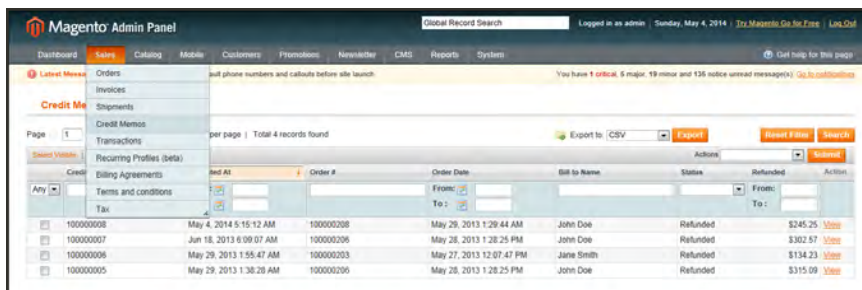 Magento Admin Panel Global Record Search Logged in as admin | Sunday, May 4, 2014 | Try Magento Go for Free | Log Out
Dashboard Sales Catalog Mobile Customers Promotions Newsletter CMS Reports System Get help for this page
Latest Messa ault phone numbers and callouts before site launch You have 1 critical, 5 major, 19 minor and 135 notice unread message(s). Go to notifications
Orders
Invoices
Credit Me
Shipments
Credit Memos
Page 1 per page | Total 4 records found Export to: CSV Export Reset Filter Search
Transactions
Select Visible Actions Submit
Recurring Profiles (beta)
Credi ted At Order # Order Date Bill to Name Status Refunded Action
Billing Agreements
Any From: From:
Terms and conditions
To : To :
Tax
100000008 May 4, 2014 5:15:12 AM 100000208 May 29, 2013 1:29:44 AM John Doe Refunded $245.25 View
100000007 Jun 18, 2013 6:09:07 AM 100000206 May 28, 2013 1:28:25 PM John Doe Refunded $302.57 View
100000006 May 29, 2013 1:55:47 AM 100000203 May 27, 2013 12:07:47 PM Jane Smith Refunded $134.23 View
100000005 May 29, 2013 1:38:28 AM 100000206 May 28, 2013 1:28:25 PM John Doe Refunded $315.09 View